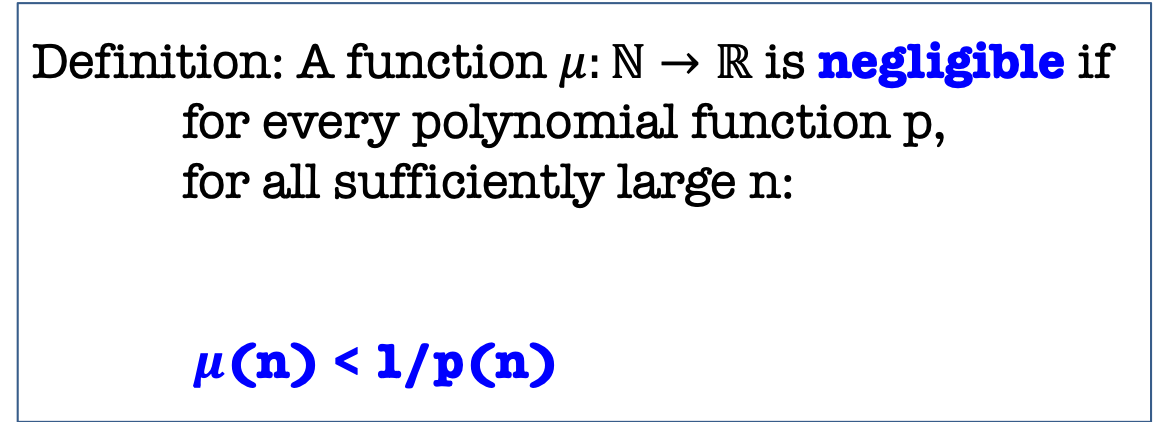 Definition: A function 𝜇: ℕ → ℝ is negligible if
for every polynomial function p,
for all sufficiently large n:
𝜇(n) < 1/p(n)